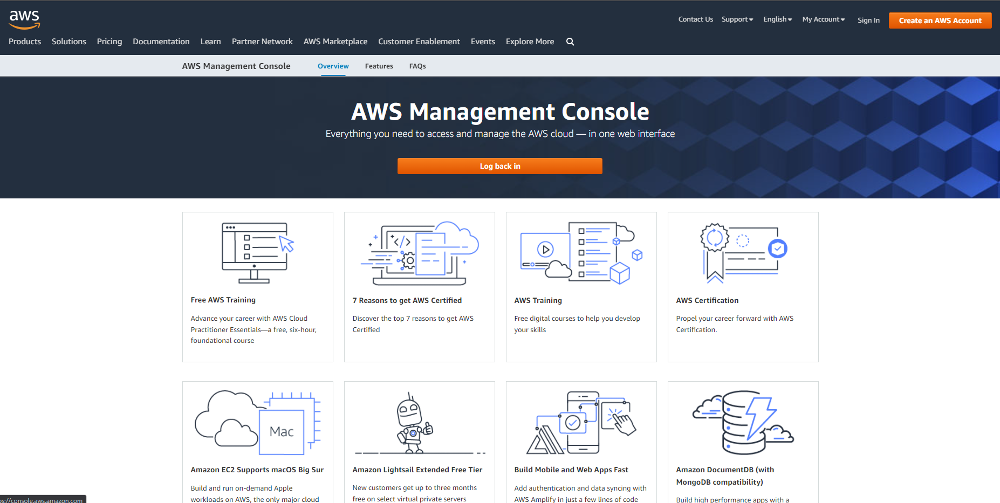 aws
Contact Us Support English My Account Sign In Create an AWS Account
Products Solutions Pricing Documentation Learn Partner Network AWS Marketplace Customer Enablement Events Explore More
AWS Management Console Overview Features FAQs
AWS Management Console
Everything you need to access and manage the AWS cloud — in one web interface
Log back in
Free AWS Training
Advance your career with AWS Cloud
Practitioner Essentials—a free, six-hour,
foundational course
7 Reasons to get AWS Certified
Discover the top 7 reasons to get AWS
Certified
AWS Training
Free digital courses to help you develop
your skills
AWS Certification
Propel your career forward with AWS
Certification.
Mac
Amazon EC2 Supports macOS Big Sur
Build and run on-demand Apple
workloads on AWS, the only major cloud
Amazon Lightsail Extended Free Tier
New customers get up to three months
free on select virtual private servers
Build Mobile and Web Apps Fast
Add authentication and data syncing with
AWS Amplify in just a few lines of code
Amazon DocumentDB (with
MongoDB compatibility)
Build high performance apps with a
ps://console.aws.amazon.com